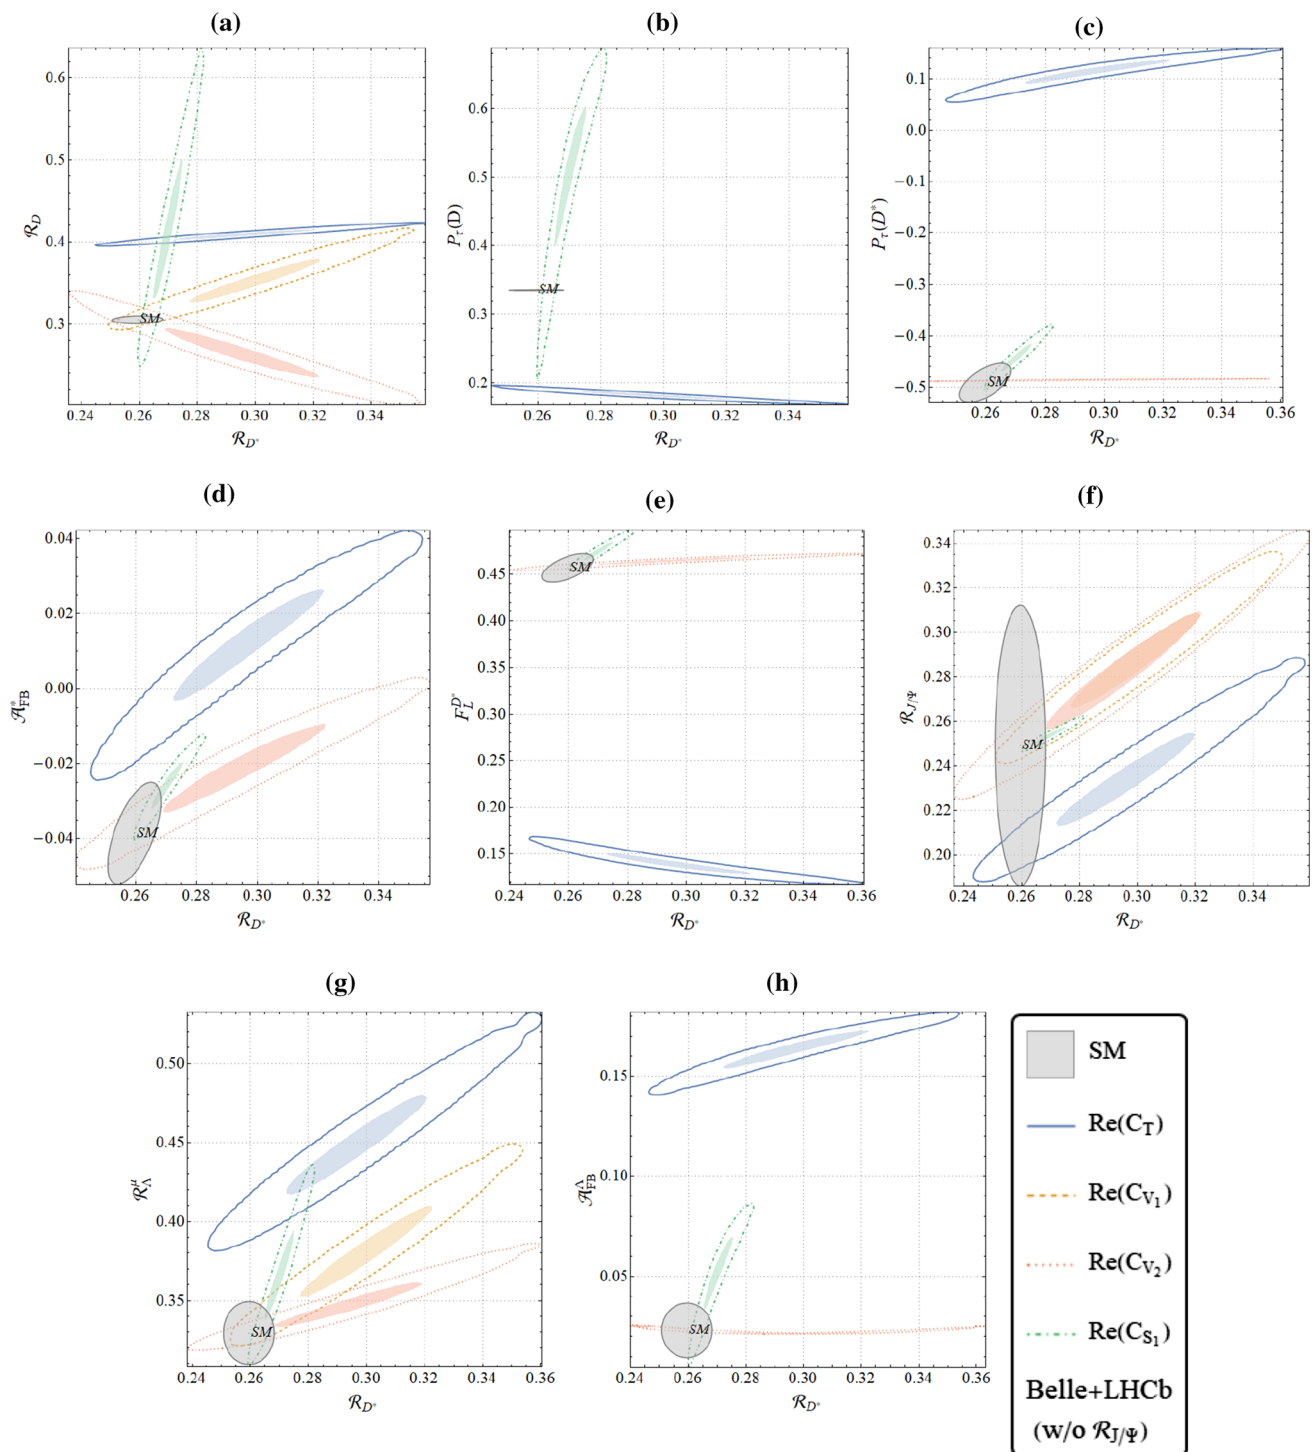 (a)
0.6
0.5
0.4
0.3
ℛ_D
SM
0.24 0.26 0.28 0.30 0.32 0.34
ℛ_D*
(b)
0.6
0.5
0.4
0.3
0.2
P_τ(D)
SM
0.26 0.28 0.30 0.32 0.34
ℛ_D*
(c)
0.1
0.0
−0.1
−0.2
−0.3
−0.4
−0.5
P_τ(D*)
SM
0.26 0.28 0.30 0.32 0.34 0.36
ℛ_D*
(d)
0.04
0.02
0.00
−0.02
−0.04
𝒜*_FB
SM
0.26 0.28 0.30 0.32 0.34
ℛ_D*
(e)
0.45
0.40
0.35
0.30
0.25
0.20
0.15
F_L^D*
SM
0.24 0.26 0.28 0.30 0.32 0.34 0.36
ℛ_D*
(f)
0.34
0.32
0.30
0.28
0.26
0.24
0.22
0.20
ℛ_J/Ψ
SM
0.24 0.26 0.28 0.30 0.32 0.34
ℛ_D*
(g)
0.50
0.45
0.40
0.35
ℛ_Λ^μ
SM
0.24 0.26 0.28 0.30 0.32 0.34 0.36
ℛ_D*
(h)
0.15
0.10
0.05
0.00
𝒜_FB^Λ
SM
0.24 0.26 0.28 0.30 0.32 0.34 0.36
ℛ_D*
SM
Re(C_T)
Re(C_V₁)
Re(C_V₂)
Re(C_S₁)
Belle+LHCb
(w/o ℛ_J/Ψ)